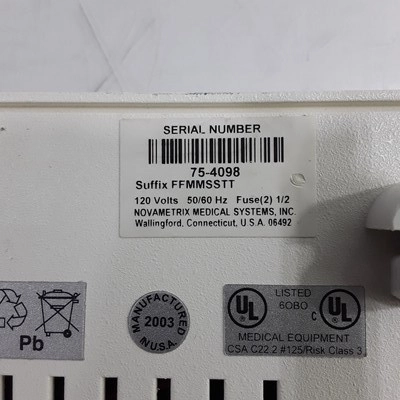 SERIAL NUMBER
75-4098
Suffix FFMMSSTT
120 Volts 50/60 Hz Fuse(2) 1/2
NOVAMETRIX MEDICAL SYSTEMS, INC.
Wallingford, Connecticut, U.S.A. 06492
Pb
MANUFACTURED
2003
IN U.S.A.
UL
LISTED
6OBO
C
UL
MEDICAL EQUIPMENT
CSA C22 2 #125/Risk Class 3